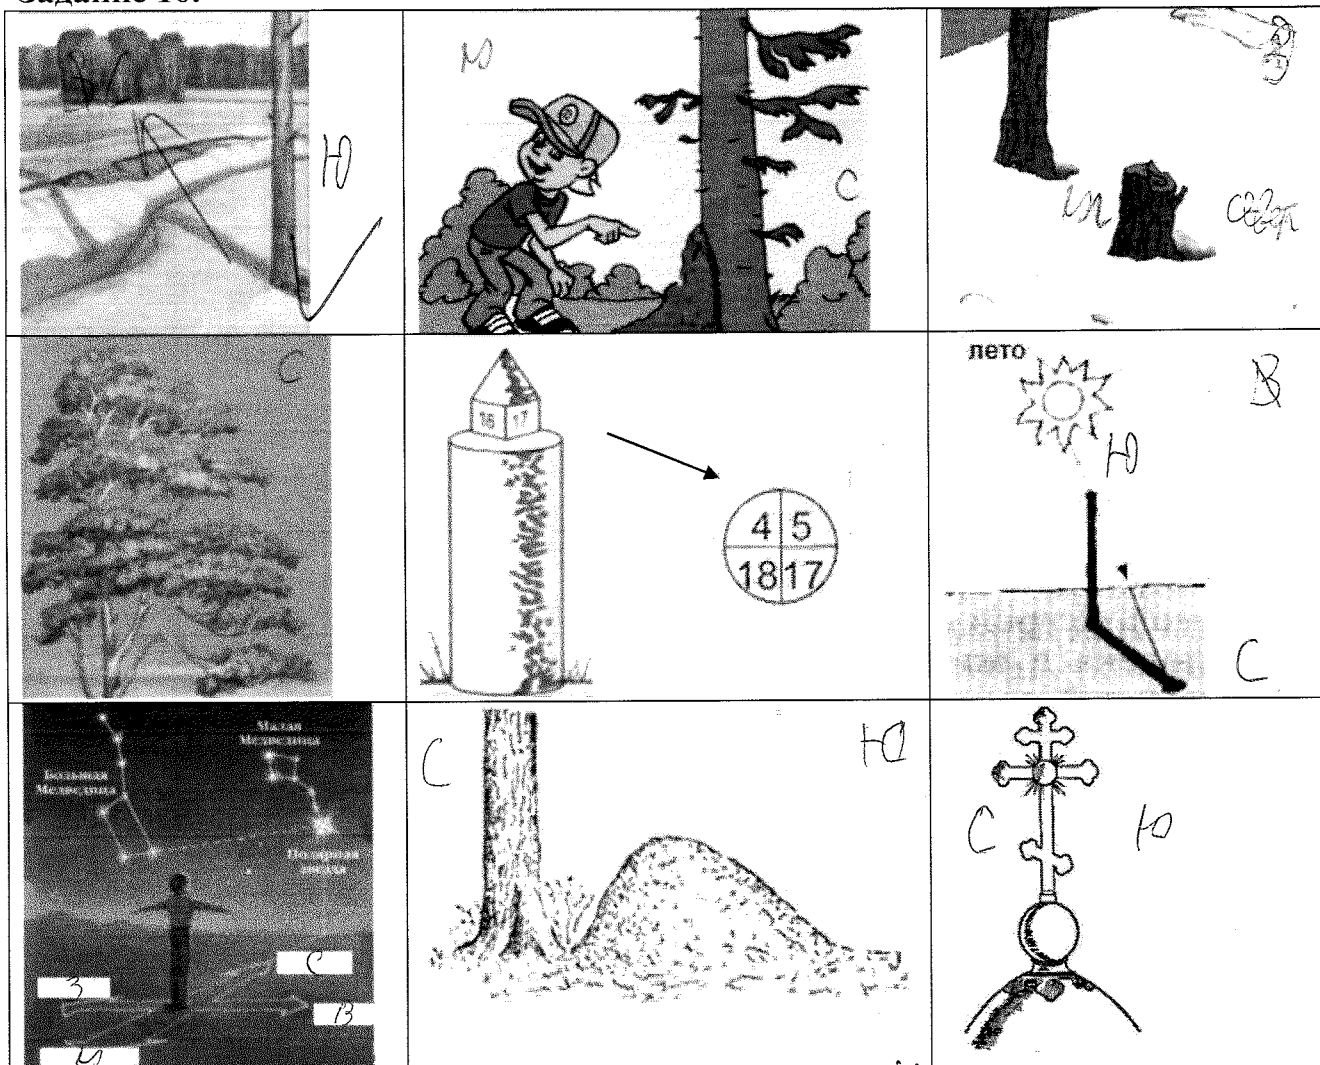 Задание 10.
Ю
Ю
С
С
16 17
4 5
18 17
лето
В
Ю
С
Малая
Медведица
Большая
Медведица
Полярная
звезда
С
З
В
Ю
С
Ю
С
Ю